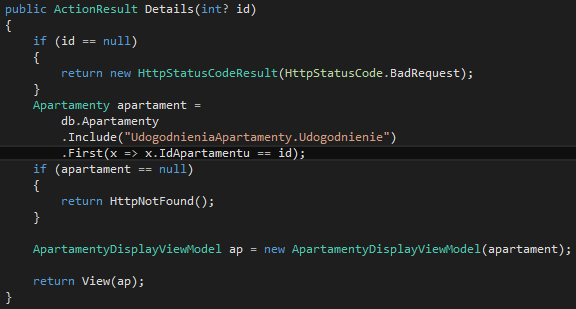 public ActionResult Details(int? id)
{
    if (id == null)
    {
        return new HttpStatusCodeResult(HttpStatusCode.BadRequest);
    }
    Apartamenty apartament =
        db.Apartamenty
        .Include("UdogodnieniaApartamenty.Udogodnienie")
        .First(x => x.IdApartamentu == id);
    if (apartament == null)
    {
        return HttpNotFound();
    }

    ApartamentyDisplayViewModel ap = new ApartamentyDisplayViewModel(apartament);

    return View(ap);
}